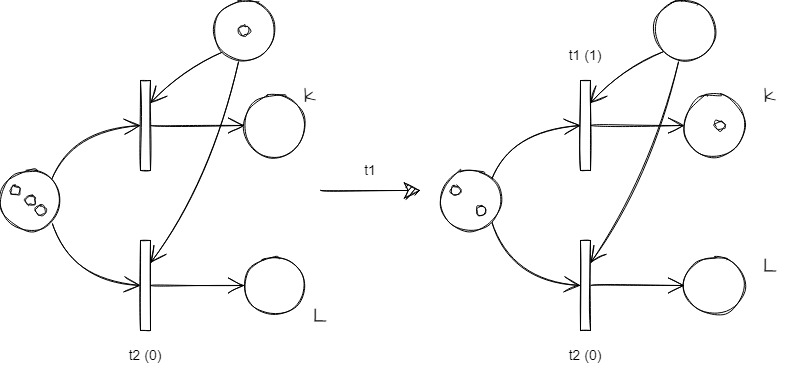 t1 (1)
K
K
t1
L
L
t2 (0)
t2 (0)